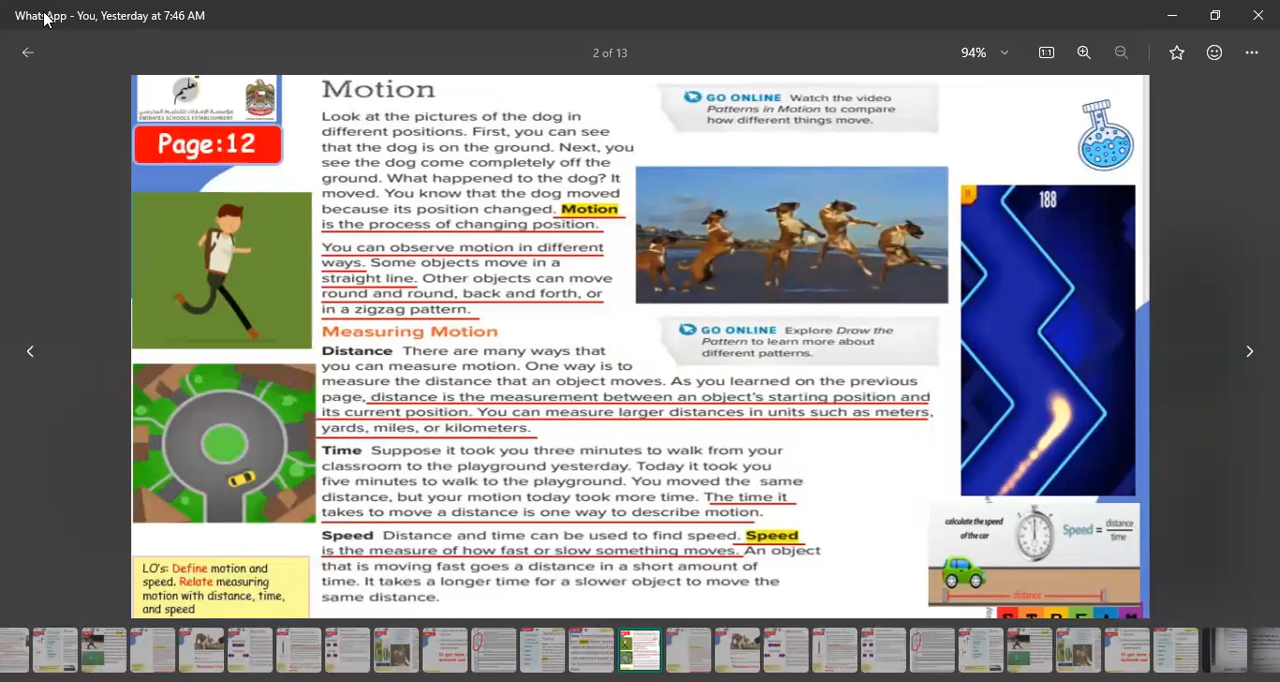 WhatsApp - You, Yesterday at 7:46 AM
2 of 13
94%
تعليم
مؤسسة الإمارات للتعليم المدرسي
EMIRATES SCHOOLS ESTABLISHMENT
Page:12
Motion
Look at the pictures of the dog in
different positions. First, you can see
that the dog is on the ground. Next, you
see the dog come completely off the
ground. What happened to the dog? It
moved. You know that the dog moved
because its position changed. Motion
is the process of changing position.
You can observe motion in different
ways. Some objects move in a
straight line. Other objects can move
round and round, back and forth, or
in a zigzag pattern.
GO ONLINE Watch the video
Patterns in Motion to compare
how different things move.
188
Measuring Motion
GO ONLINE Explore Draw the
Pattern to learn more about
different patterns.
Distance There are many ways that
you can measure motion. One way is to
measure the distance that an object moves. As you learned on the previous
page, distance is the measurement between an object's starting position and
its current position. You can measure larger distances in units such as meters,
yards, miles, or kilometers.
Time Suppose it took you three minutes to walk from your
classroom to the playground yesterday. Today it took you
five minutes to walk to the playground. You moved the same
distance, but your motion today took more time. The time it
takes to move a distance is one way to describe motion.
Speed Distance and time can be used to find speed. Speed
is the measure of how fast or slow something moves. An object
that is moving fast goes a distance in a short amount of
time. It takes a longer time for a slower object to move the
same distance.
calculate the speed
of the car
Speed = distance
time
distance
LO's: Define motion and
speed. Relate measuring
motion with distance, time,
and speed